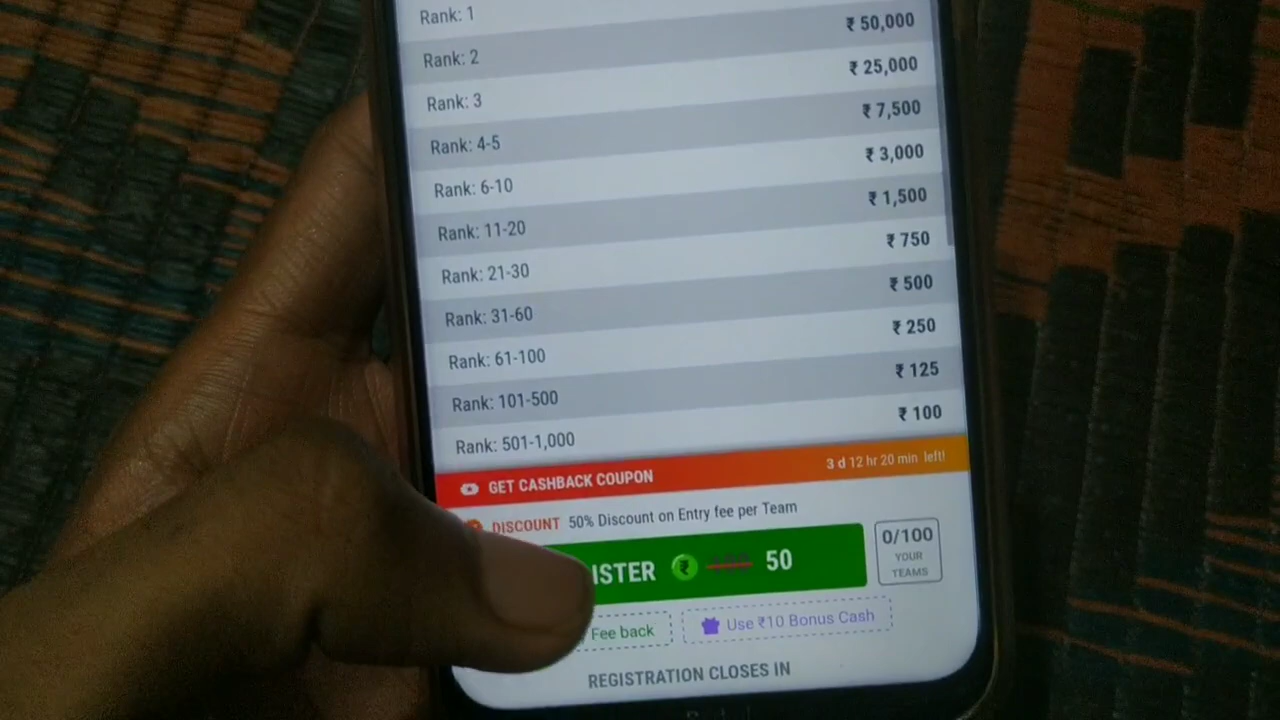 Rank: 1
Rank: 2 ₹ 50,000
Rank: 3 ₹ 25,000
Rank: 4-5 ₹ 7,500
Rank: 6-10 ₹ 3,000
Rank: 11-20 ₹ 1,500
Rank: 21-30 ₹ 750
Rank: 31-60 ₹ 500
Rank: 61-100 ₹ 250
Rank: 101-500 ₹ 125
Rank: 501-1,000 ₹ 100
GET CASHBACK COUPON 3 d 12 hr 20 min left!
DISCOUNT 50% Discount on Entry fee per Team
ISTER ₹ 50
0/100
YOUR
TEAMS
Fee back Use ₹10 Bonus Cash
REGISTRATION CLOSES IN